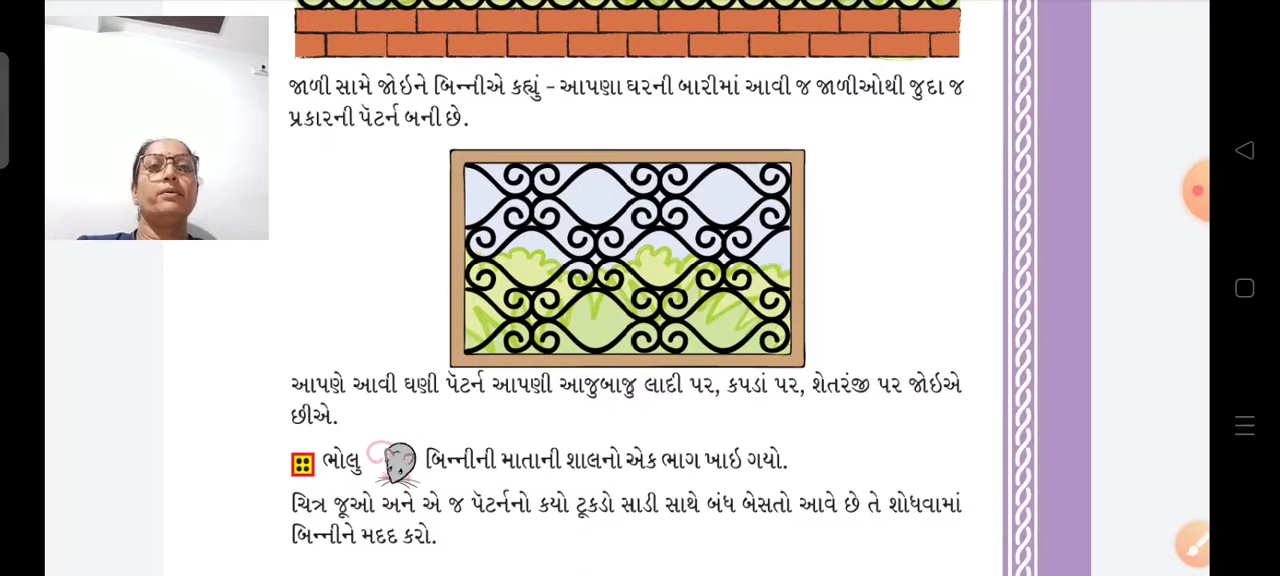 જાળી સામે જોઇને બિન્નીએ કહ્યું - આપણા ઘરની બારીમાં આવી જ જાળીઓથી જુદા જ
પ્રકારની પૅટર્ન બની છે.
આપણે આવી ઘણી પૅટર્ન આપણી આજુબાજુ લાદી પર, કપડાં પર, શેતરંજી પર જોઇએ
છીએ.
ભોલુ બિન્નીની માતાની શાલનો એક ભાગ ખાઇ ગયો.
ચિત્ર જૂઓ અને એ જ પૅટર્નનો કયો ટૂકડો સાડી સાથે બંધ બેસતો આવે છે તે શોધવામાં
બિન્નીને મદદ કરો.